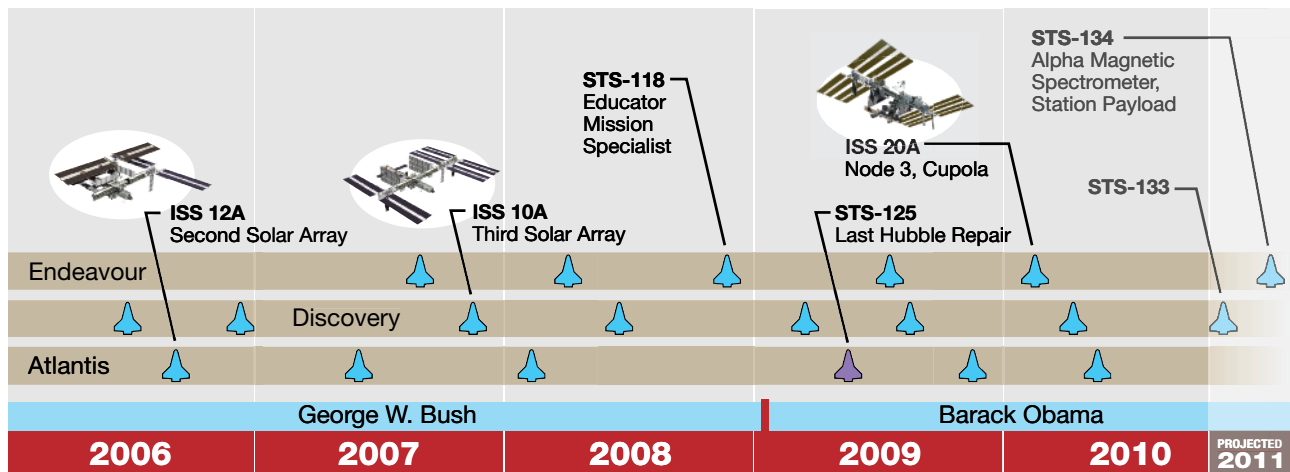 STS-134
Alpha Magnetic
Spectrometer,
Station Payload
STS-118
Educator
Mission
Specialist
ISS 20A
Node 3, Cupola
STS-133
ISS 12A
Second Solar Array
ISS 10A
Third Solar Array
STS-125
Last Hubble Repair
Endeavour
Discovery
Atlantis
George W. Bush
Barack Obama
2006
2007
2008
2009
2010
PROJECTED
2011